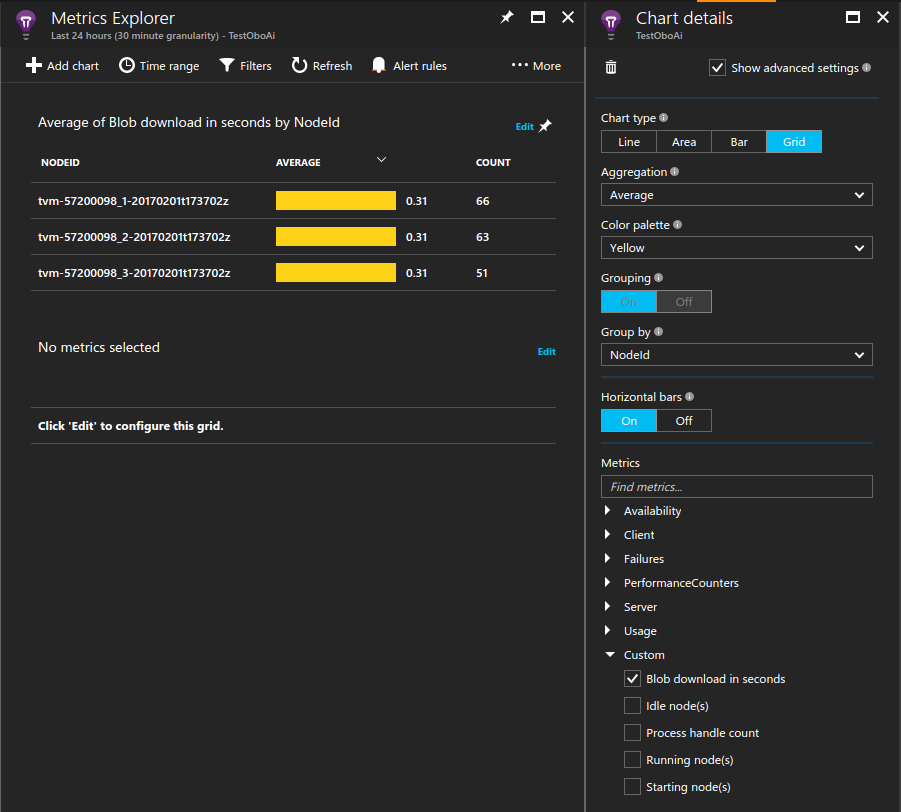 Metrics Explorer
Last 24 hours (30 minute granularity) - TestOboAi
Add chart Time range Filters Refresh Alert rules More
Average of Blob download in seconds by NodeId
Edit
NODEID AVERAGE COUNT
tvm-57200098_1-20170201t173702z 0.31 66
tvm-57200098_2-20170201t173702z 0.31 63
tvm-57200098_3-20170201t173702z 0.31 51
No metrics selected
Edit
Click 'Edit' to configure this grid.
Chart details
TestOboAi
Show advanced settings
Chart type
Line Area Bar Grid
Aggregation
Average
Color palette
Yellow
Grouping
On Off
Group by
NodeId
Horizontal bars
On Off
Metrics
Find metrics...
Availability
Client
Failures
PerformanceCounters
Server
Usage
Custom
Blob download in seconds
Idle node(s)
Process handle count
Running node(s)
Starting node(s)